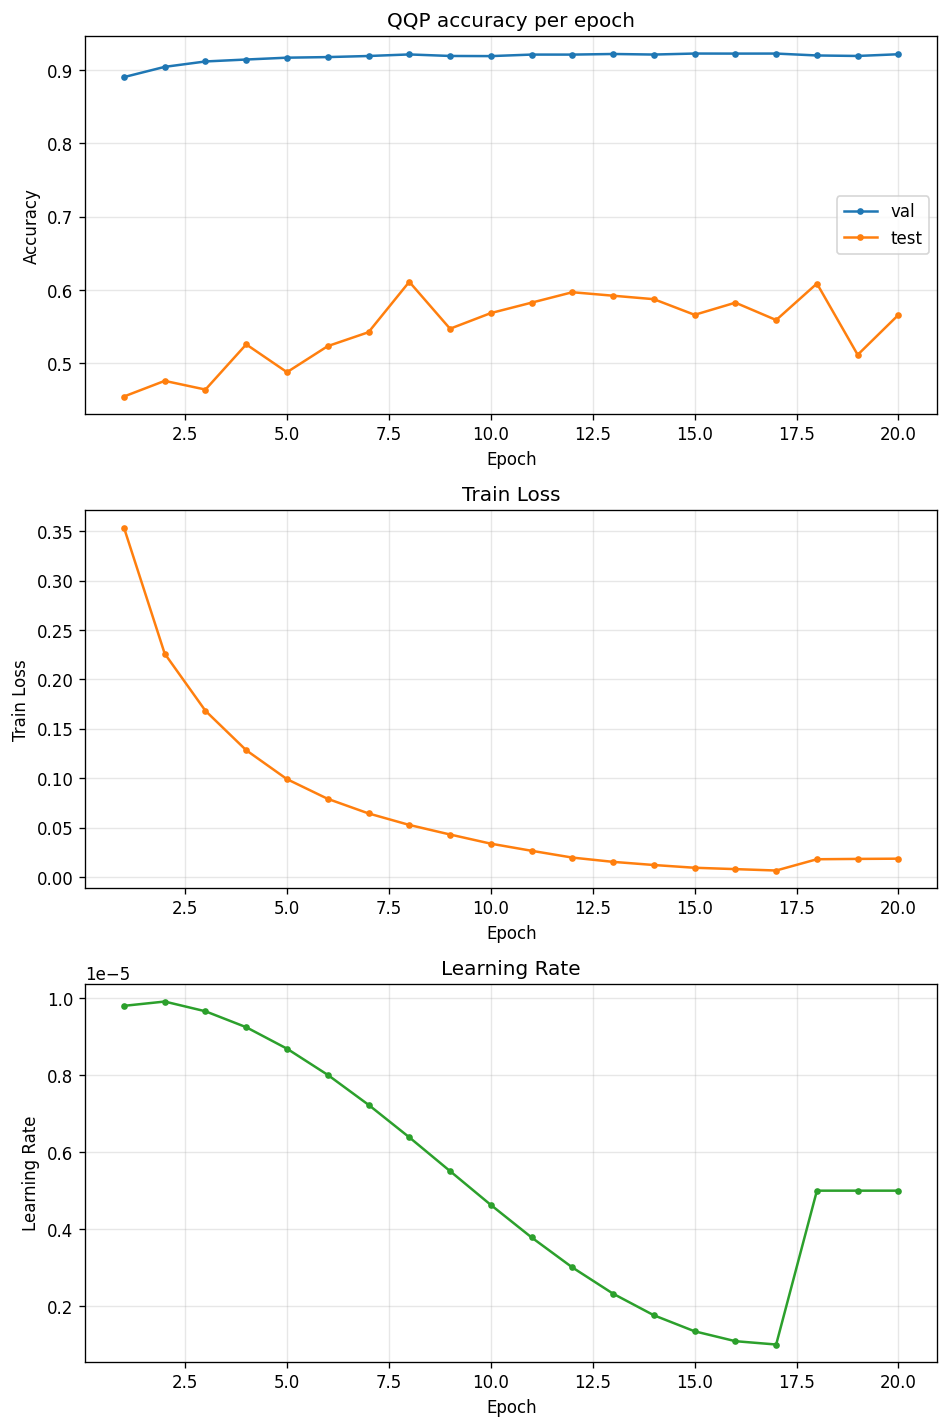 QQP accuracy per epoch
Accuracy
0.9
0.8
0.7
0.6
0.5
val
test
2.5 5.0 7.5 10.0 12.5 15.0 17.5 20.0
Epoch
Train Loss
Train Loss
0.35
0.30
0.25
0.20
0.15
0.10
0.05
0.00
2.5 5.0 7.5 10.0 12.5 15.0 17.5 20.0
Epoch
Learning Rate
1e−5
Learning Rate
1.0
0.8
0.6
0.4
0.2
2.5 5.0 7.5 10.0 12.5 15.0 17.5 20.0
Epoch